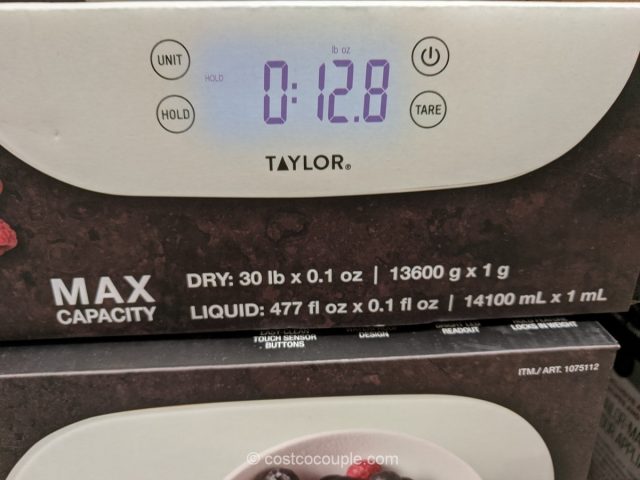 UNIT
lb oz
HOLD
0:12.8
HOLD
TARE
TAYLOR®
MAX
CAPACITY
DRY: 30 lb x 0.1 oz | 13600 g x 1 g
LIQUID: 477 fl oz x 0.1 fl oz | 14100 mL x 1 mL
TOUCH SENSOR
BUTTONS
DESIGN
READOUT
LOCKS IN WEIGHT
ITM./ ART. 1075112
© costcocouple.com